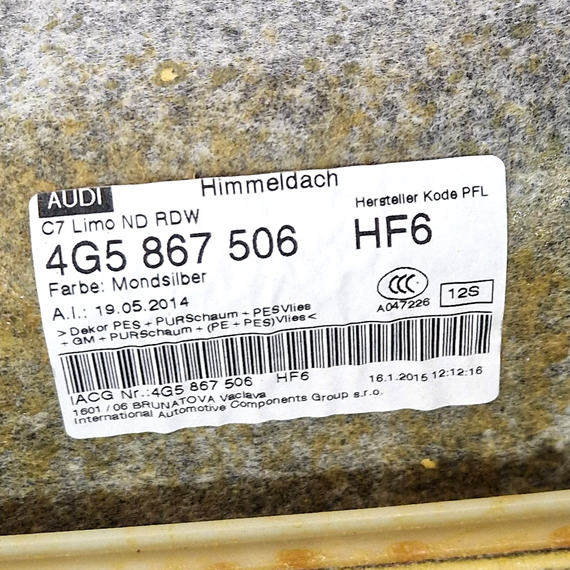 AUDI
Himmeldach
C7 Limo ND RDW
Hersteller Kode PFL
4G5 867 506
HF6
Farbe: Mondsilber
A.I.: 19.05.2014
CCC
A047226
12S
>Dekor PES + PURSchaum + PESVlies
+ GM + PURSchaum + (PE + PES)Vlies<
IACG Nr.:4G5 867 506 HF6
16.1.2015 12:12:16
1601 / 06 BRUNATOVA Vaclava
International Automotive Components Group s.r.o.